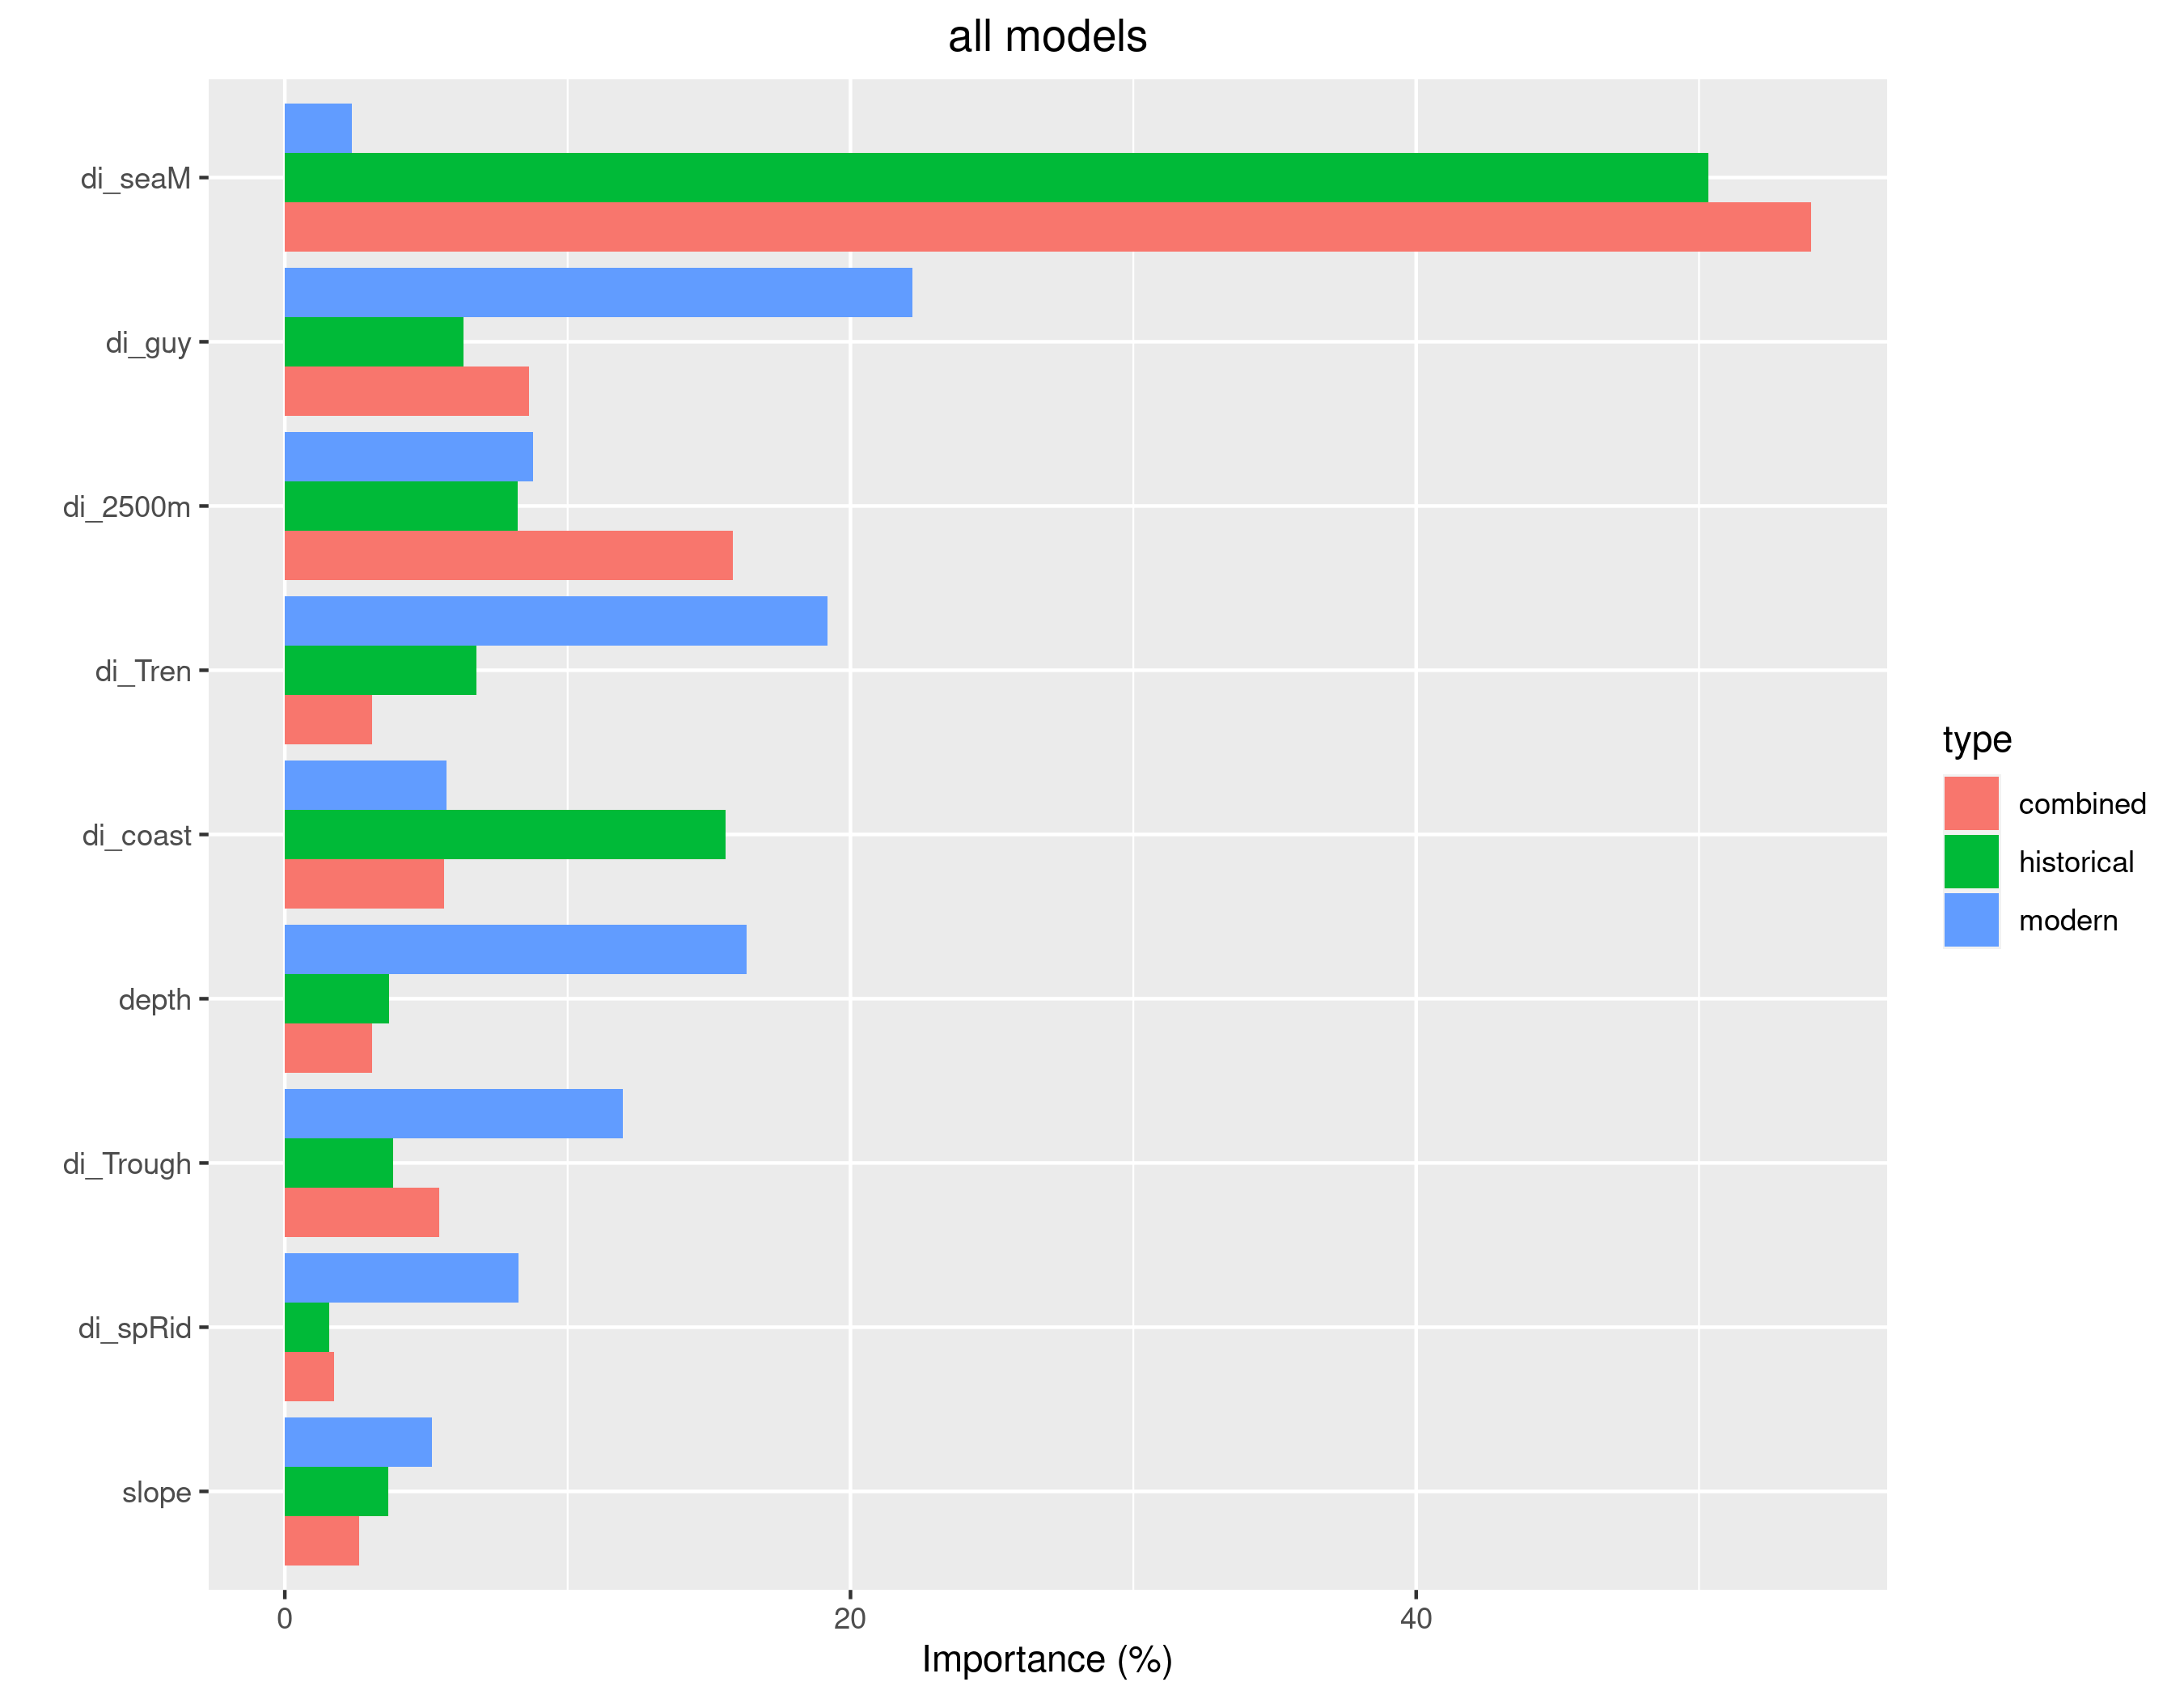 all models
di_seaM
di_guy
di_2500m
di_Tren
di_coast
depth
di_Trough
di_spRid
slope
0 20 40
Importance (%)
type
combined
historical
modern